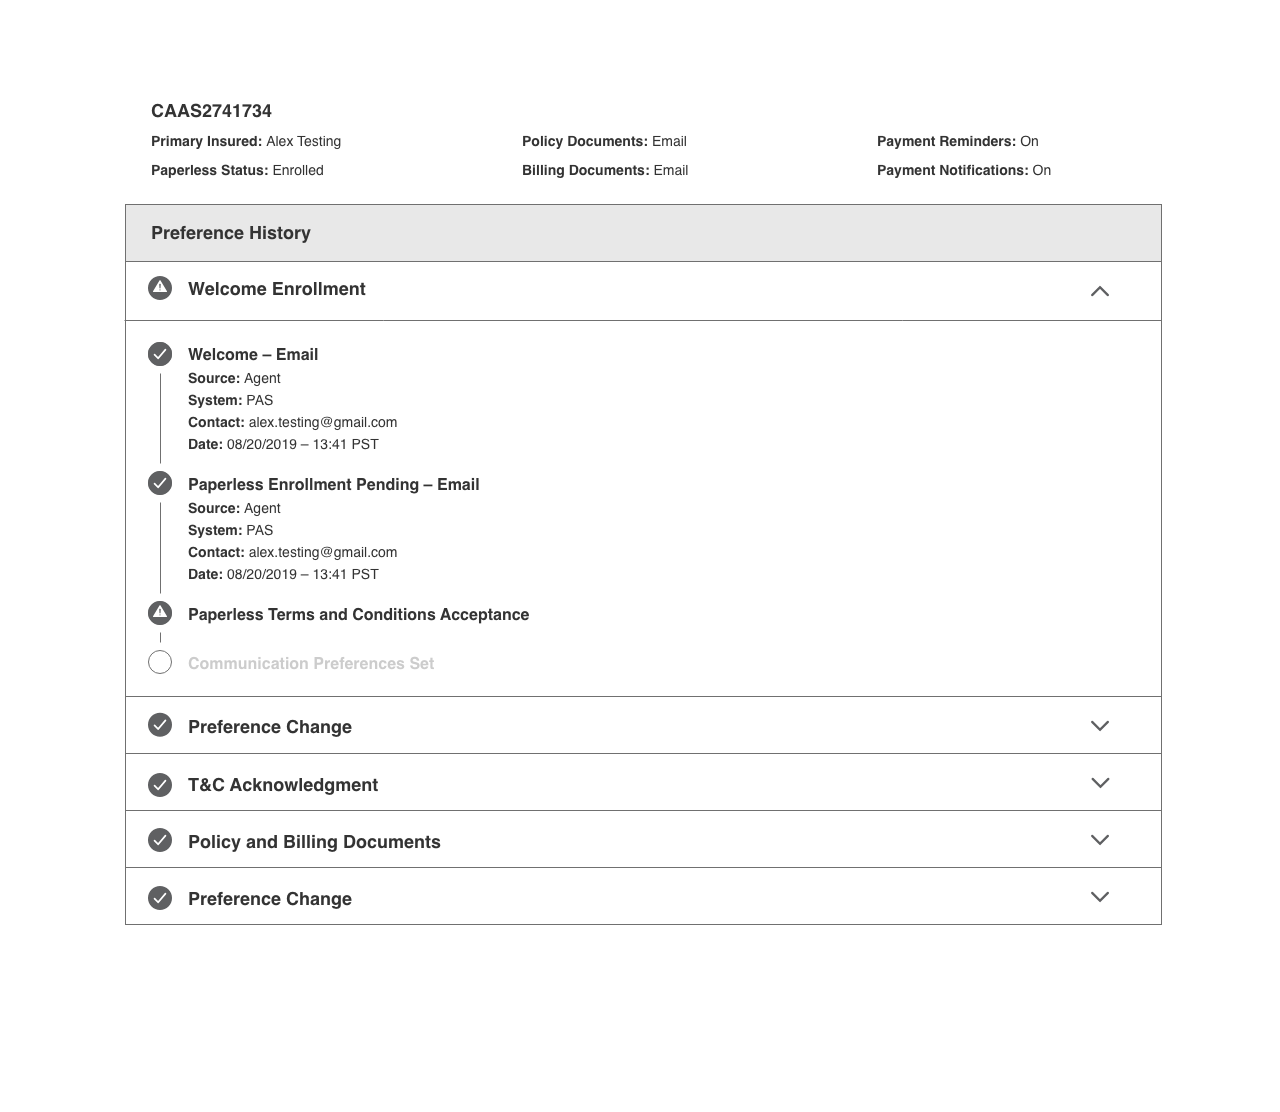 CAAS2741734
Primary Insured: Alex Testing
Policy Documents: Email
Payment Reminders: On
Paperless Status: Enrolled
Billing Documents: Email
Payment Notifications: On
Preference History
Welcome Enrollment
Welcome – Email
Source: Agent
System: PAS
Contact: alex.testing@gmail.com
Date: 08/20/2019 – 13:41 PST
Paperless Enrollment Pending – Email
Source: Agent
System: PAS
Contact: alex.testing@gmail.com
Date: 08/20/2019 – 13:41 PST
Paperless Terms and Conditions Acceptance
Communication Preferences Set
Preference Change
T&C Acknowledgment
Policy and Billing Documents
Preference Change